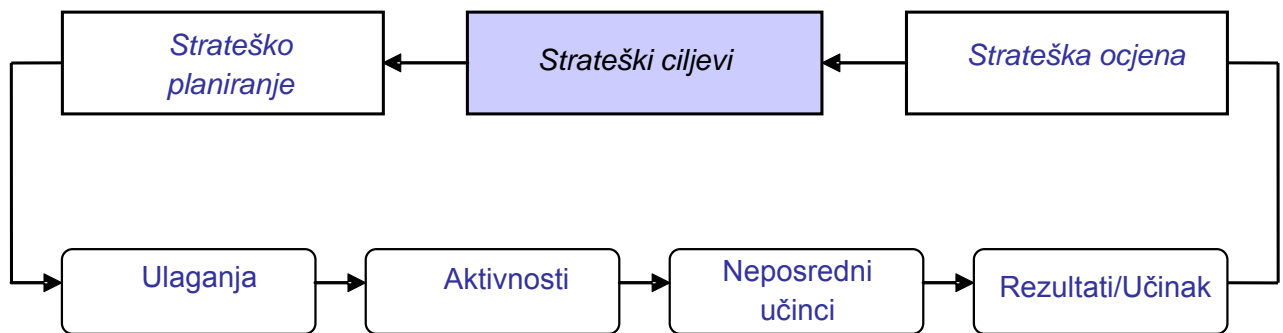 Strateško
planiranje
Strateški ciljevi
Strateška ocjena
Ulaganja
Aktivnosti
Neposredni
učinci
Rezultati/Učinak